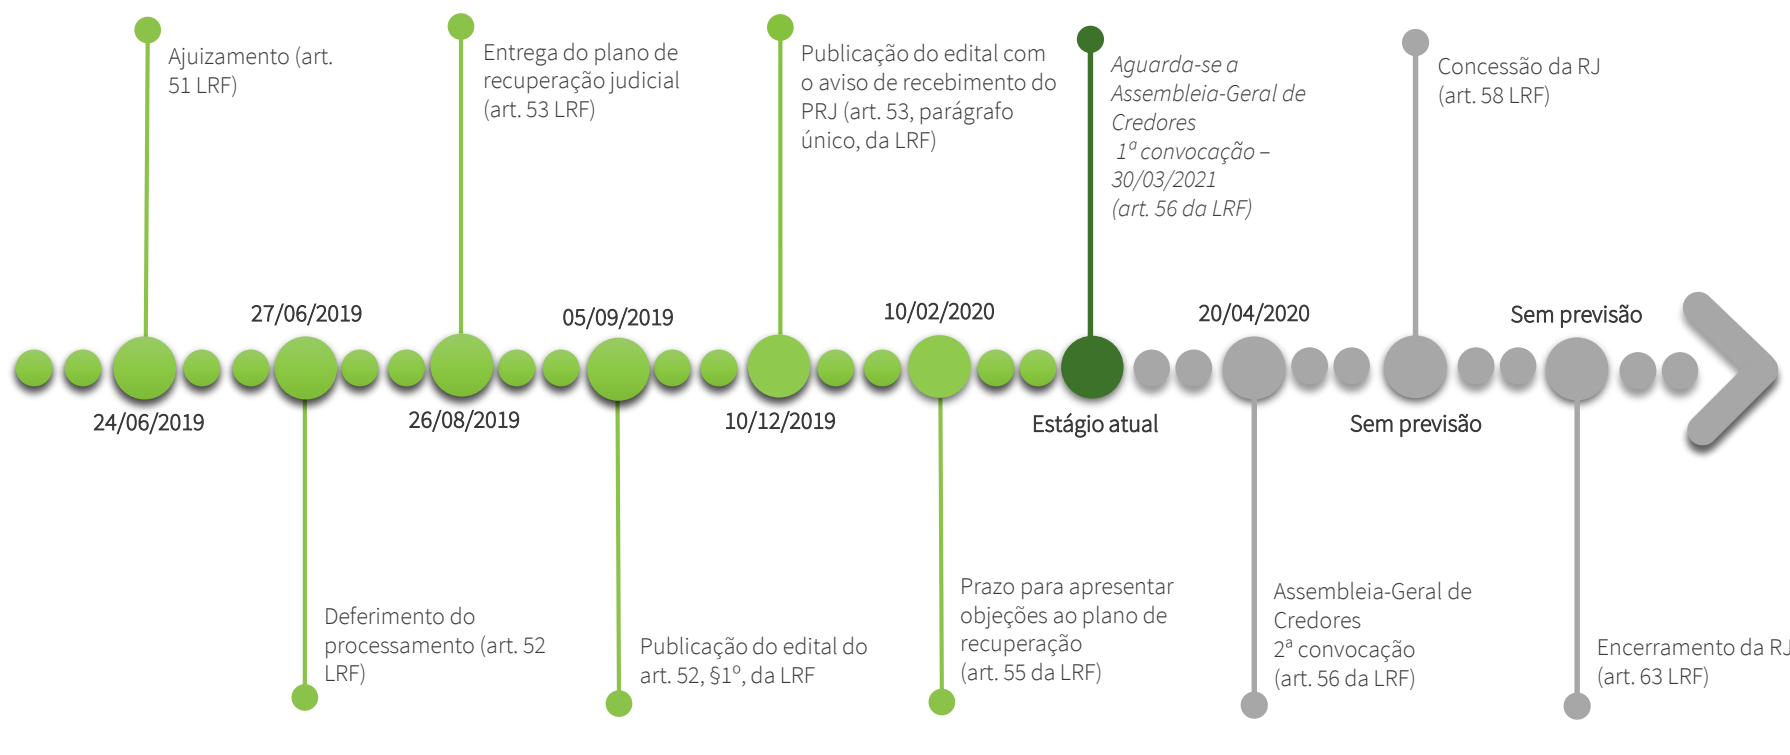 Ajuizamento (art.
51 LRF)
24/06/2019
27/06/2019
Deferimento do
processamento (art. 52
LRF)
Entrega do plano de
recuperação judicial
(art. 53 LRF)
26/08/2019
05/09/2019
Publicação do edital do
art. 52, §1º, da LRF
Publicação do edital com
o aviso de recebimento do
PRJ (art. 53, parágrafo
único, da LRF)
10/12/2019
10/02/2020
Prazo para apresentar
objeções ao plano de
recuperação
(art. 55 da LRF)
Aguarda-se a
Assembleia-Geral de
Credores
1ª convocação –
30/03/2021
(art. 56 da LRF)
Estágio atual
20/04/2020
Assembleia-Geral de
Credores
2ª convocação
(art. 56 da LRF)
Concessão da RJ
(art. 58 LRF)
Sem previsão
Sem previsão
Encerramento da RJ
(art. 63 LRF)